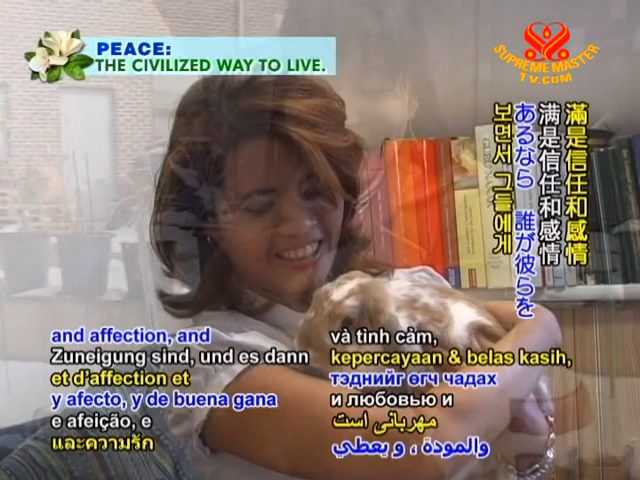 PEACE:
THE CIVILIZED WAY TO LIVE.
SUPREME MASTER
TV.COM
滿是信任和感情
满是信任和感情
あるなら 誰が彼らを
보면서 그들에게
and affection, and
Zuneigung sind, und es dann
et d'affection et
y afecto, y de buena gana
e afeição, e
และความรัก
và tình cảm,
kepercayaan & belas kasih,
тэднийг өгч чадах
и любовью и
مهربانی است
والمودة ، و يعطي